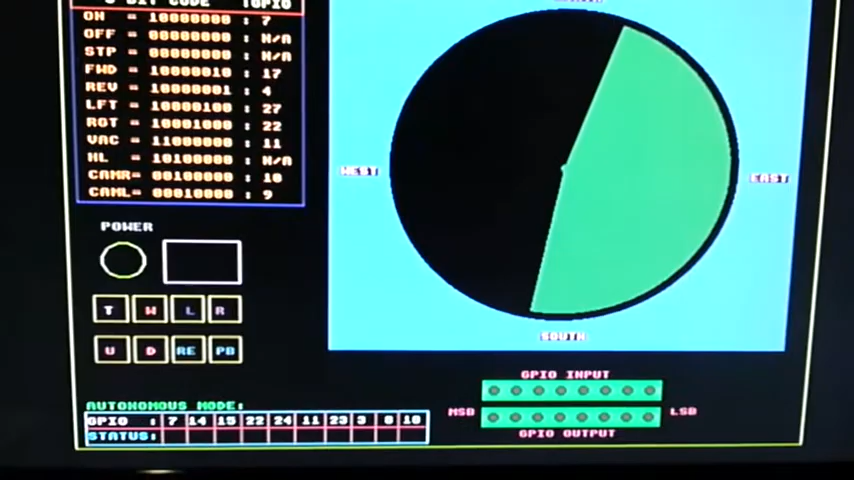 8 BIT CODE :GPIO
ON = 10000000 : 7
OFF = 00000000 : N/A
STP = 00000000 : N/A
FWD = 10000010 : 17
REV = 10000001 : 4
LFT = 10000100 : 27
RGT = 10001000 : 22
VAC = 11000000 : 11
HL = 10100000 : N/A
CAMR= 00100000 : 10
CAML= 00010000 : 9
WEST
EAST
SOUTH
POWER
T W L R
U D RE PD
GPIO INPUT
MSB LSB
GPIO OUTPUT
AUTONOMOUS MODE:
GPIO : 7 14 15 22 24 11 23 3 8 10
STATUS: